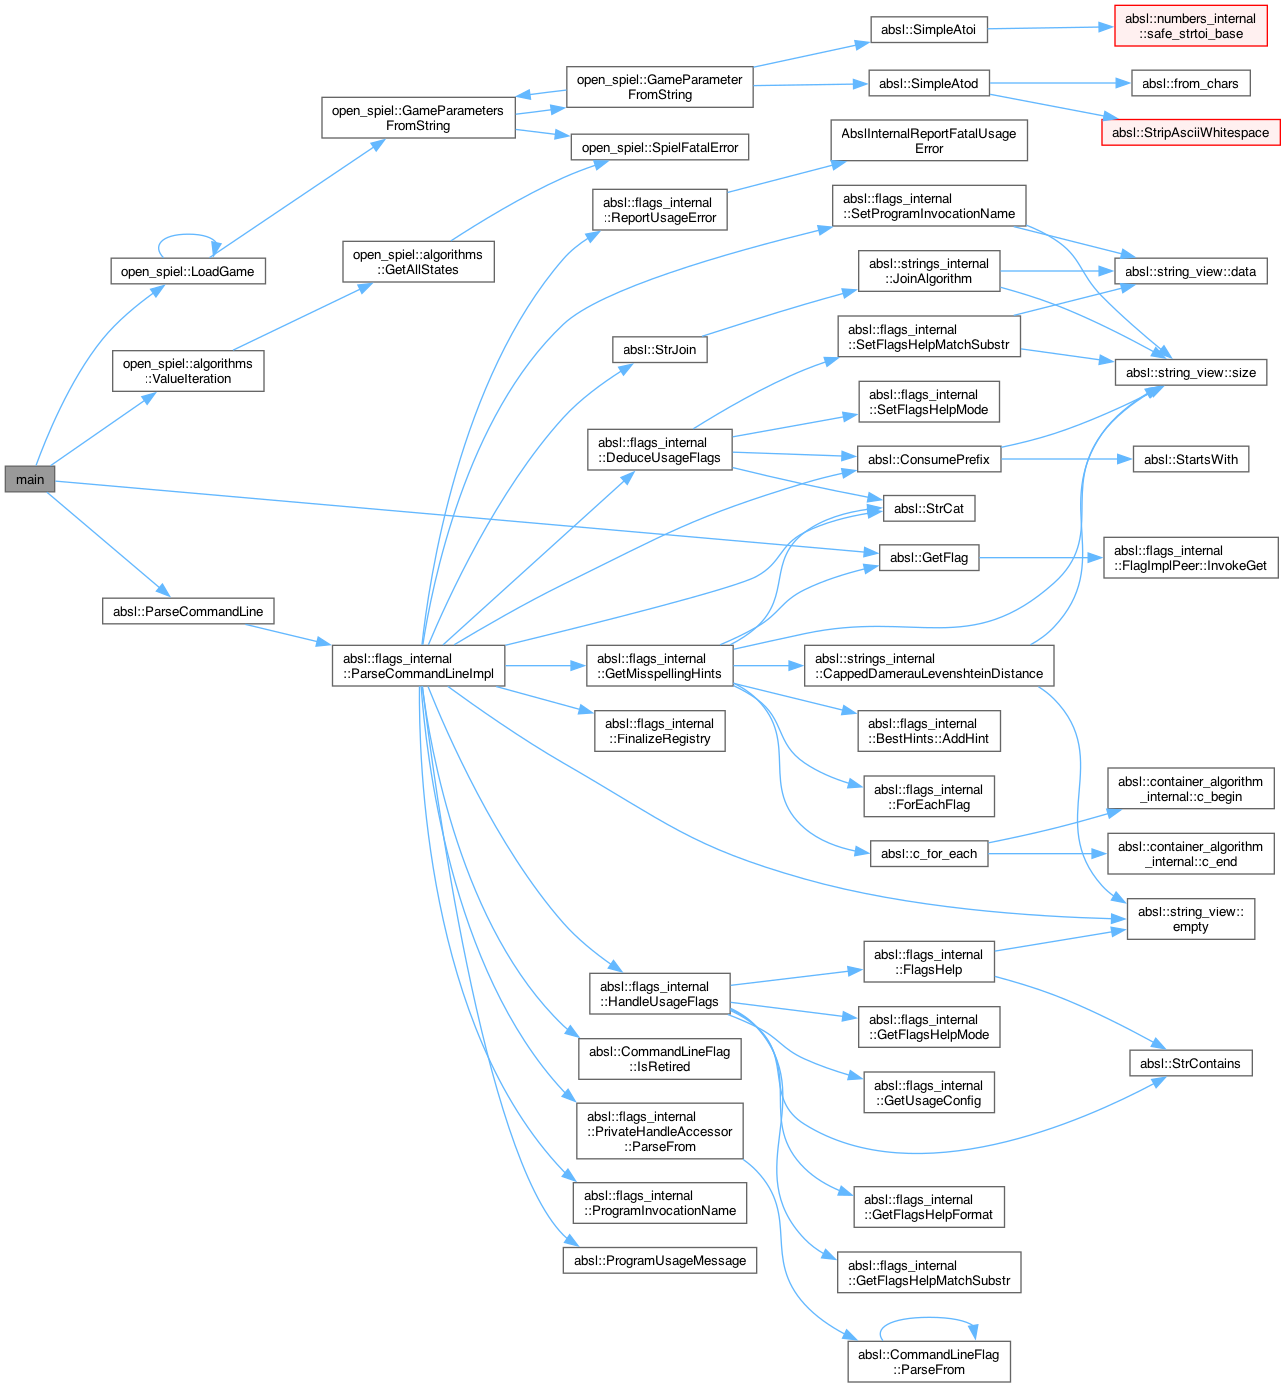 main
open_spiel::LoadGame
open_spiel::algorithms
::ValueIteration
absl::ParseCommandLine
open_spiel::GameParameters
FromString
open_spiel::algorithms
::GetAllStates
absl::flags_internal
::ParseCommandLineImpl
open_spiel::GameParameter
FromString
open_spiel::SpielFatalError
absl::flags_internal
::ReportUsageError
absl::StrJoin
absl::flags_internal
::DeduceUsageFlags
absl::flags_internal
::GetMisspellingHints
absl::flags_internal
::FinalizeRegistry
absl::flags_internal
::HandleUsageFlags
absl::CommandLineFlag
::IsRetired
absl::flags_internal
::PrivateHandleAccessor
::ParseFrom
absl::flags_internal
::ProgramInvocationName
absl::ProgramUsageMessage
absl::SimpleAtoi
absl::SimpleAtod
AbslInternalReportFatalUsage
Error
absl::flags_internal
::SetProgramInvocationName
absl::strings_internal
::JoinAlgorithm
absl::flags_internal
::SetFlagsHelpMatchSubstr
absl::flags_internal
::SetFlagsHelpMode
absl::ConsumePrefix
absl::StrCat
absl::GetFlag
absl::strings_internal
::CappedDamerauLevenshteinDistance
absl::flags_internal
::BestHints::AddHint
absl::flags_internal
::ForEachFlag
absl::c_for_each
absl::flags_internal
::FlagsHelp
absl::flags_internal
::GetFlagsHelpMode
absl::flags_internal
::GetUsageConfig
absl::flags_internal
::GetFlagsHelpFormat
absl::flags_internal
::GetFlagsHelpMatchSubstr
absl::CommandLineFlag
::ParseFrom
absl::numbers_internal
::safe_strtoi_base
absl::from_chars
absl::StripAsciiWhitespace
absl::string_view::data
absl::string_view::size
absl::StartsWith
absl::flags_internal
::FlagImplPeer::InvokeGet
absl::container_algorithm
_internal::c_begin
absl::container_algorithm
_internal::c_end
absl::string_view::
empty
absl::StrContains